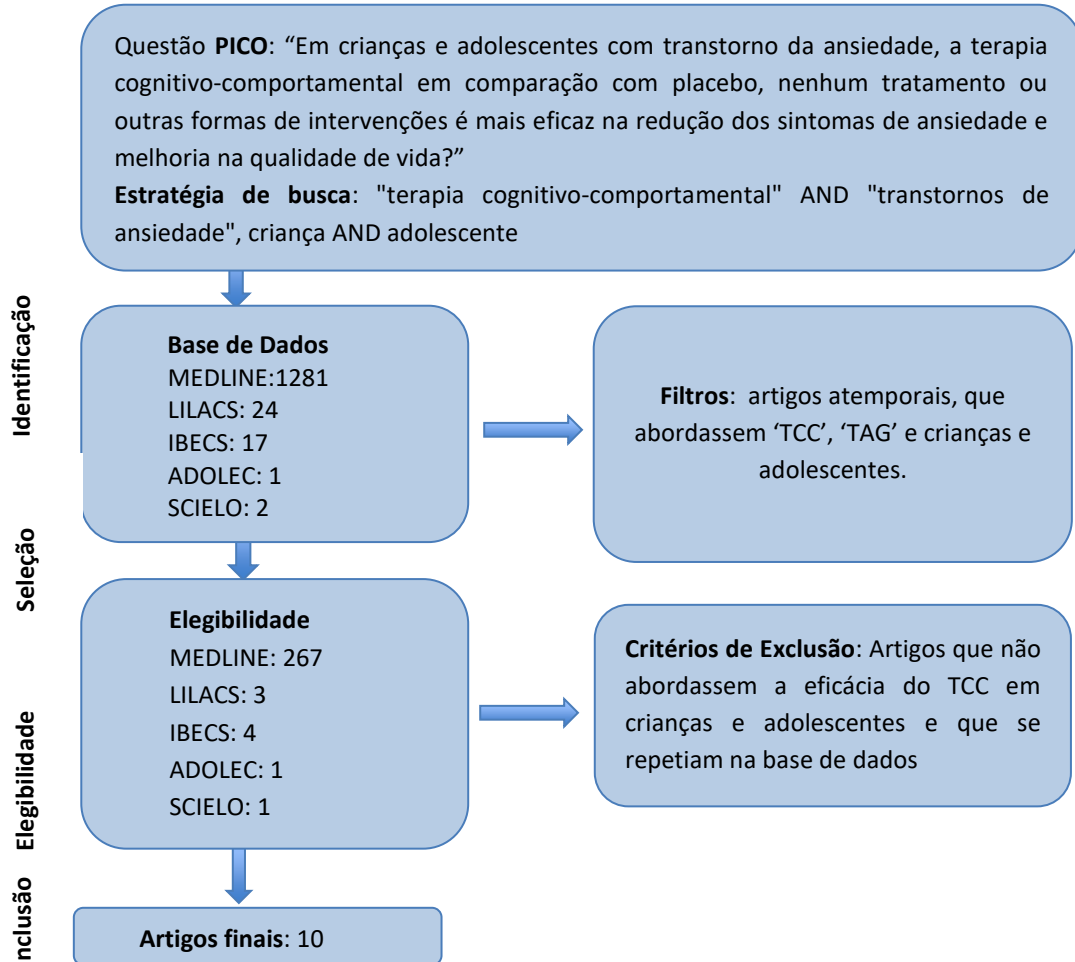 Questão PICO: “Em crianças e adolescentes com transtorno da ansiedade, a terapia
cognitivo-comportamental em comparação com placebo, nenhum tratamento ou
outras formas de intervenções é mais eficaz na redução dos sintomas de ansiedade e
melhoria na qualidade de vida?”
Estratégia de busca: "terapia cognitivo-comportamental" AND "transtornos de
ansiedade", criança AND adolescente
Identificação
Base de Dados
MEDLINE:1281
LILACS: 24
IBECS: 17
ADOLEC: 1
SCIELO: 2
Filtros: artigos atemporais, que
abordassem ‘TCC’, ‘TAG’ e crianças e
adolescentes.
Seleção
Elegibilidade
MEDLINE: 267
LILACS: 3
IBECS: 4
ADOLEC: 1
SCIELO: 1
Critérios de Exclusão: Artigos que não
abordassem a eficácia do TCC em
crianças e adolescentes e que se
repetiam na base de dados
Elegibilidade
nclusão
Artigos finais: 10